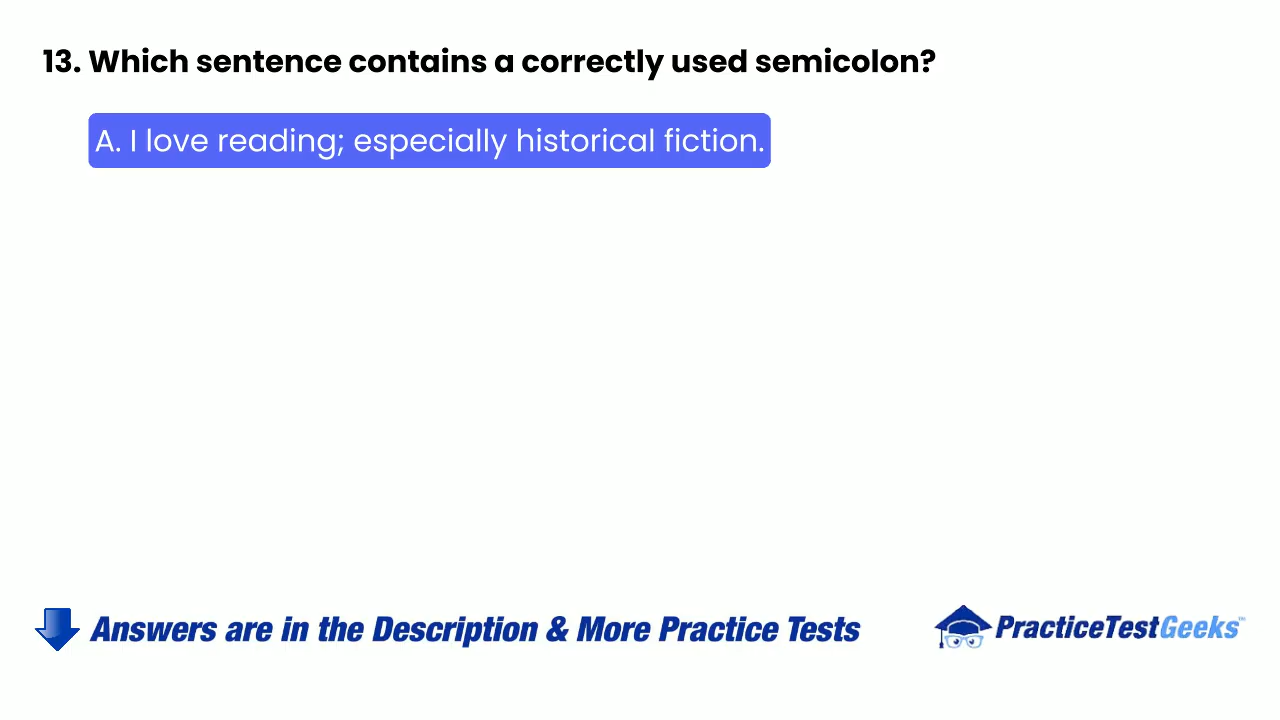 13. Which sentence contains a correctly used semicolon?
A. I love reading; especially historical fiction.
Answers are in the Description & More Practice Tests
PracticeTestGeeks